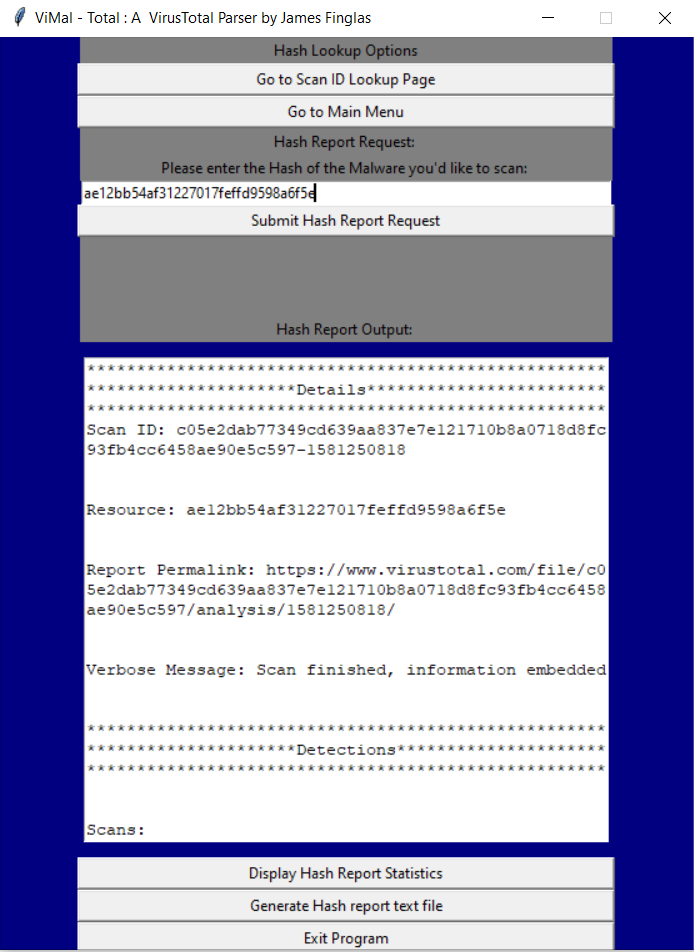 ViMal - Total : A  VirusTotal Parser by James Finglas
Hash Lookup Options
Go to Scan ID Lookup Page
Go to Main Menu
Hash Report Request:
Please enter the Hash of the Malware you'd like to scan:
ae12bb54af31227017feffd9598a6f5e
Submit Hash Report Request
Hash Report Output:
****************************************************
*********************Details************************
****************************************************
Scan ID: c05e2dab77349cd639aa837e7e121710b8a0718d8fc
93fb4cc6458ae90e5c597-1581250818
Resource: ae12bb54af31227017feffd9598a6f5e
Report Permalink: https://www.virustotal.com/file/c0
5e2dab77349cd639aa837e7e121710b8a0718d8fc93fb4cc6458
ae90e5c597/analysis/1581250818/
Verbose Message: Scan finished, information embedded
****************************************************
*********************Detections*********************
****************************************************
Scans:
Display Hash Report Statistics
Generate Hash report text file
Exit Program